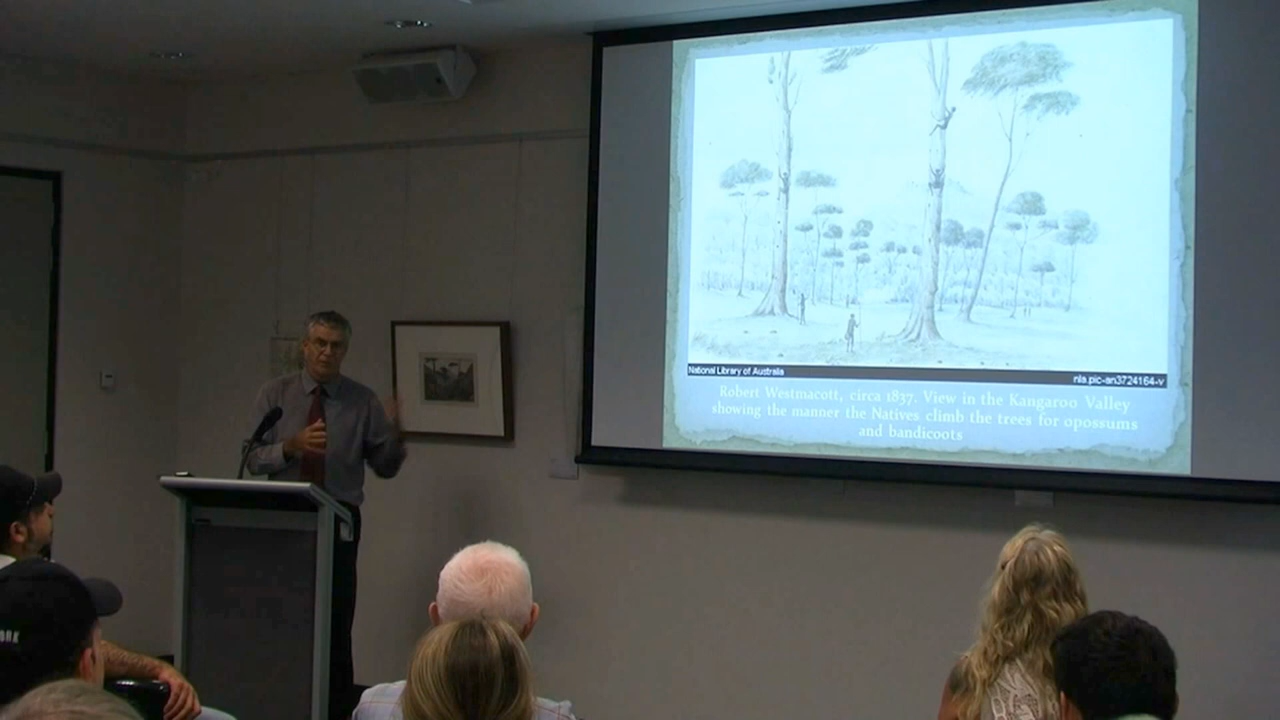 National Library of Australia
nla.pic-an3724164-v
Robert Westmacott, circa 1837. View in the Kangaroo Valley
showing the manner the Natives climb the trees for opossums
and bandicoots